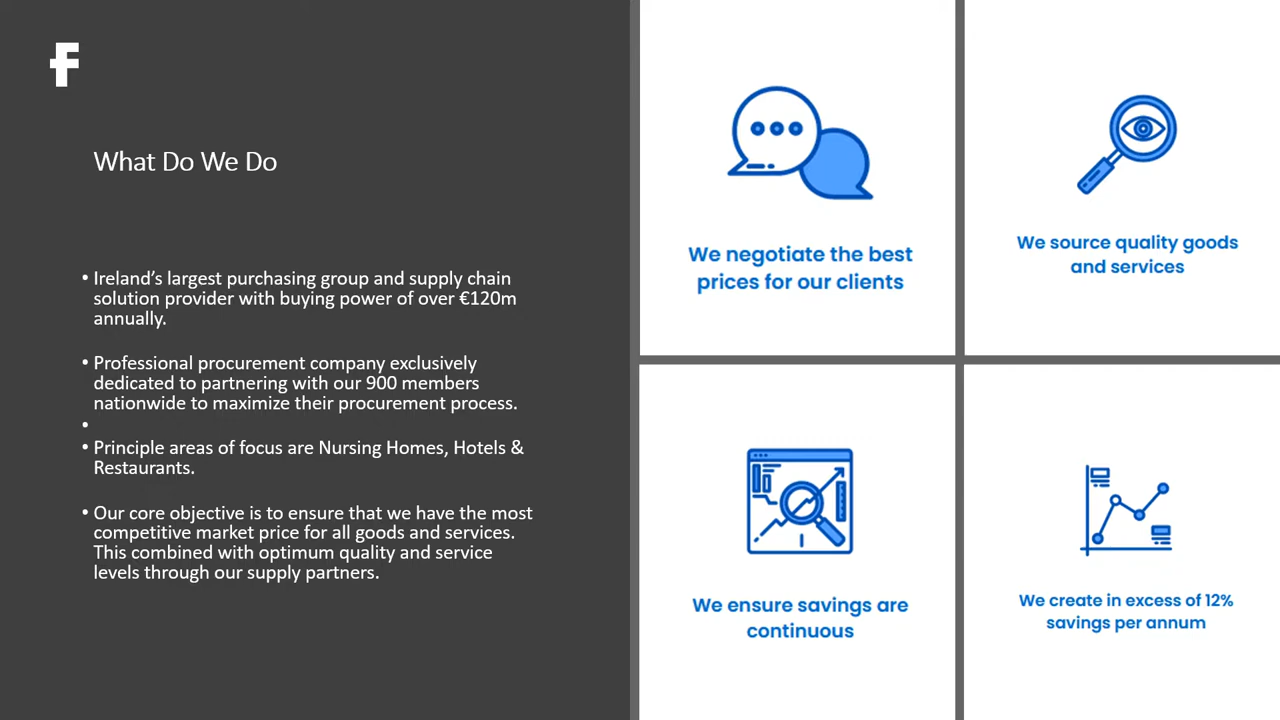 f
What Do We Do
• Ireland’s largest purchasing group and supply chain
solution provider with buying power of over €120m
annually.
• Professional procurement company exclusively
dedicated to partnering with our 900 members
nationwide to maximize their procurement process.
•
• Principle areas of focus are Nursing Homes, Hotels &
Restaurants.
• Our core objective is to ensure that we have the most
competitive market price for all goods and services.
This combined with optimum quality and service
levels through our supply partners.
We negotiate the best
prices for our clients
We source quality goods
and services
We ensure savings are
continuous
We create in excess of 12%
savings per annum